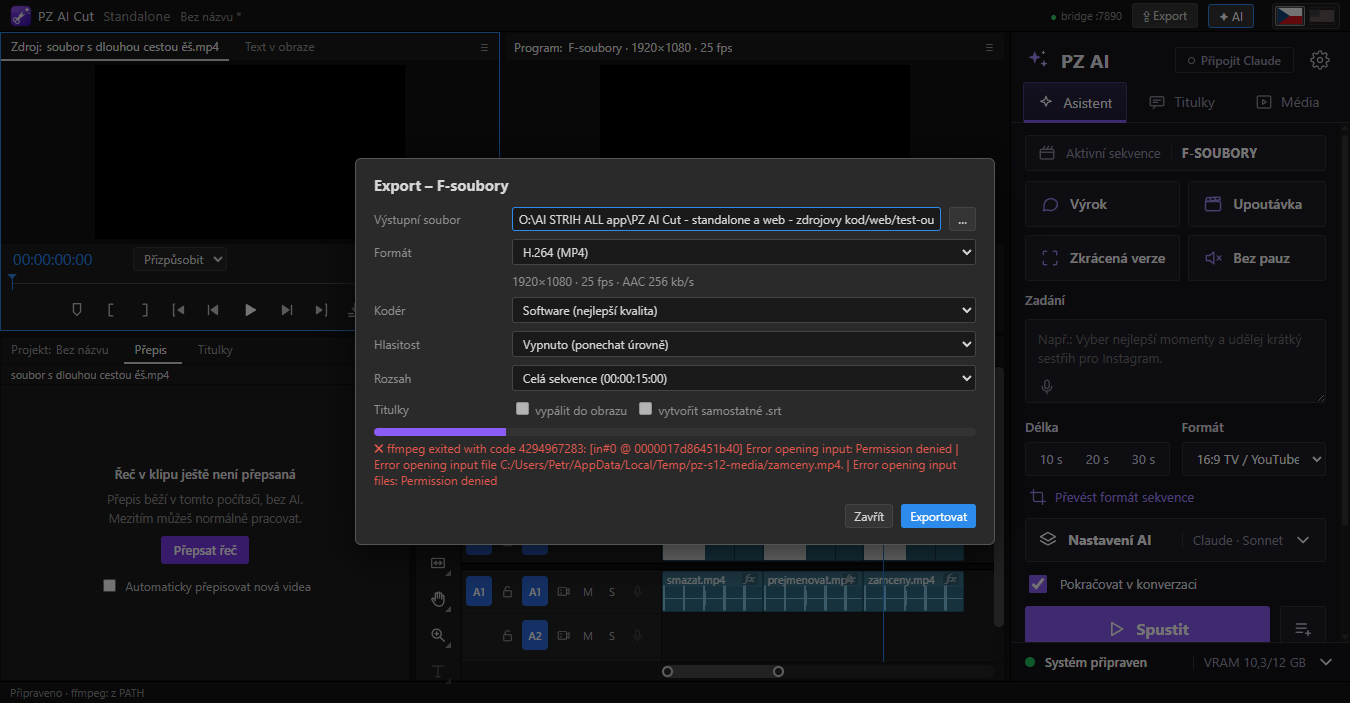 PZ AI Cut Standalone Bez názvu *
bridge :7890
Export
AI
Zdroj: soubor s dlouhou cestou ěš.mp4
Text v obraze
Program: F-soubory · 1920×1080 · 25 fps
PZ AI
Připojit Claude
Asistent
Titulky
Média
Aktivní sekvence
F-SOUBORY
Výrok
Upoutávka
Zkrácená verze
Bez pauz
Zadání
Např.: Vyber nejlepší momenty a udělej krátký
sestřih pro Instagram.
Délka
Formát
10 s
20 s
30 s
16:9 TV / YouTube
Převést formát sekvence
Nastavení AI
Claude · Sonnet
Pokračovat v konverzaci
Spustit
Systém připraven
VRAM 10,3/12 GB
00:00:00:00
Přizpůsobit
Projekt: Bez názvu
Přepis
Titulky
soubor s dlouhou cestou ěš.mp4
Řeč v klipu ještě není přepsaná
Přepis běží v tomto počítači, bez AI.
Mezitím můžeš normálně pracovat.
Přepsat řeč
Automaticky přepisovat nová videa
Export – F-soubory
Výstupní soubor
O:\AI STRIH ALL app\PZ AI Cut - standalone a web - zdrojovy kod/web/test-ou
...
Formát
H.264 (MP4)
1920×1080 · 25 fps · AAC 256 kb/s
Kodér
Software (nejlepší kvalita)
Hlasitost
Vypnuto (ponechat úrovně)
Rozsah
Celá sekvence (00:00:15:00)
Titulky
vypálit do obrazu
vytvořit samostatné .srt
✕ ffmpeg exited with code 4294967283: [in#0 @ 0000017d86451b40] Error opening input: Permission denied |
Error opening input file C:/Users/Petr/AppData/Local/Temp/pz-s12-media/zamceny.mp4. | Error opening input
files: Permission denied
Zavřít
Exportovat
smazat.mp4 fx
prejmenovat.mp4 fx
zamceny.mp4 fx
A1
A1
M
S
A2
M
S
Připraveno · ffmpeg: z PATH